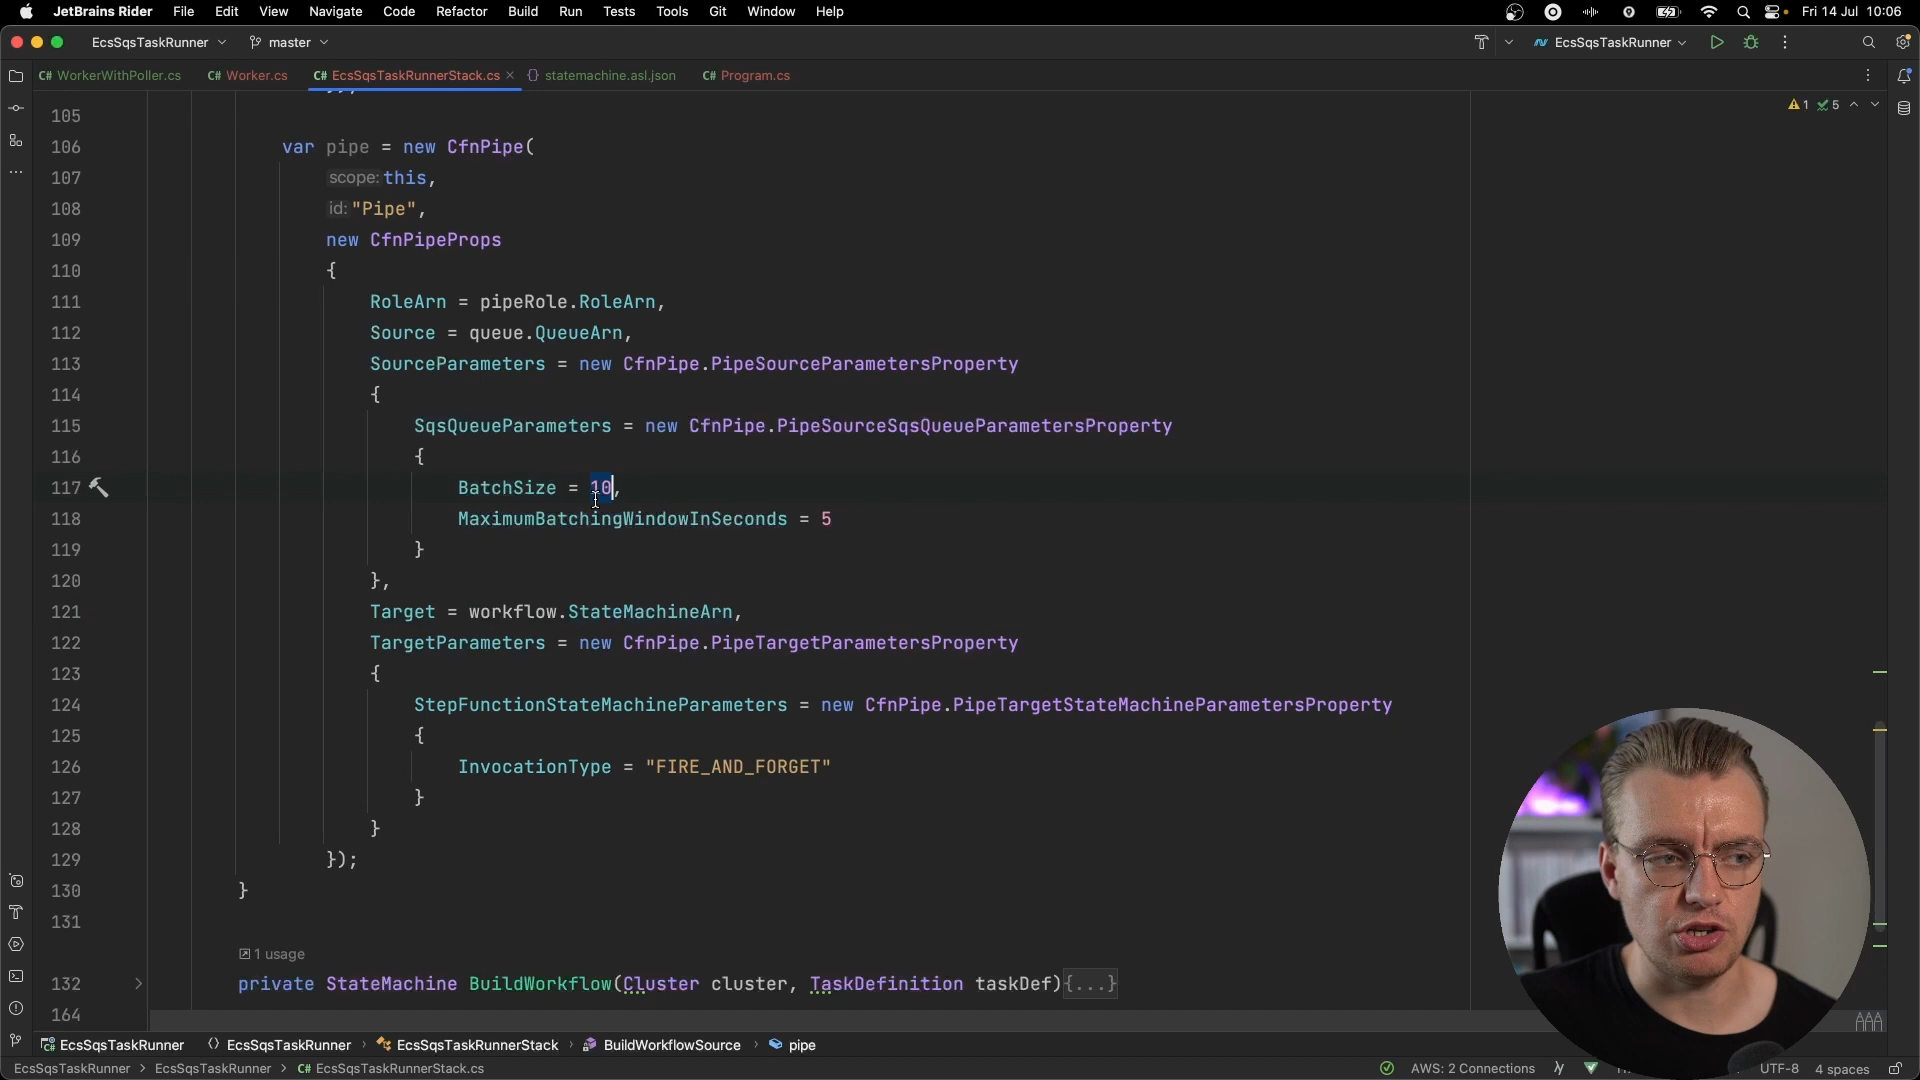 JetBrains Rider File Edit View Navigate Code Refactor Build Run Tests Tools Git Window Help Fri 14 Jul 10:06
EcsSqsTaskRunner master EcsSqsTaskRunner
C# WorkerWithPoller.cs C# Worker.cs C# EcsSqsTaskRunnerStack.cs {} statemachine.asl.json C# Program.cs
1 5
105
106 var pipe = new CfnPipe(
107 scope: this,
108 id: "Pipe",
109 new CfnPipeProps
110 {
111 RoleArn = pipeRole.RoleArn,
112 Source = queue.QueueArn,
113 SourceParameters = new CfnPipe.PipeSourceParametersProperty
114 {
115 SqsQueueParameters = new CfnPipe.PipeSourceSqsQueueParametersProperty
116 {
117 BatchSize = 10,
118 MaximumBatchingWindowInSeconds = 5
119 }
120 },
121 Target = workflow.StateMachineArn,
122 TargetParameters = new CfnPipe.PipeTargetParametersProperty
123 {
124 StepFunctionStateMachineParameters = new CfnPipe.PipeTargetStateMachineParametersProperty
125 {
126 InvocationType = "FIRE_AND_FORGET"
127 }
128 }
129 });
130 }
131
1 usage
132 private StateMachine BuildWorkflow(Cluster cluster, TaskDefinition taskDef){...}
164
EcsSqsTaskRunner EcsSqsTaskRunner EcsSqsTaskRunnerStack BuildWorkflowSource pipe
EcsSqsTaskRunner EcsSqsTaskRunner C# EcsSqsTaskRunnerStack.cs AWS: 2 Connections UTF-8 4 spaces